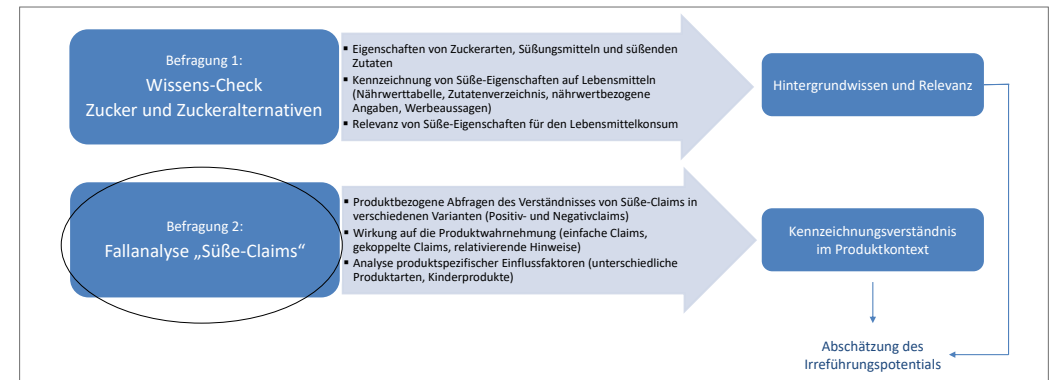 Befragung 1:
Wissens-Check
Zucker und Zuckeralternativen
▪ Eigenschaften von Zuckerarten, Süßungsmitteln und süßenden
Zutaten
▪ Kennzeichnung von Süße-Eigenschaften auf Lebensmitteln
(Nährwerttabelle, Zutatenverzeichnis, nährwertbezogene
Angaben, Werbeaussagen)
▪ Relevanz von Süße-Eigenschaften für den Lebensmittelkonsum
Hintergrundwissen und Relevanz
Befragung 2:
Fallanalyse „Süße-Claims“
▪ Produktbezogene Abfragen des Verständnisses von Süße-Claims in
verschiedenen Varianten (Positiv- und Negativclaims)
▪ Wirkung auf die Produktwahrnehmung (einfache Claims,
gekoppelte Claims, relativierende Hinweise)
▪ Analyse produktspezifischer Einflussfaktoren (unterschiedliche
Produktarten, Kinderprodukte)
Kennzeichnungsverständnis
im Produktkontext
Abschätzung des
Irreführungspotentials